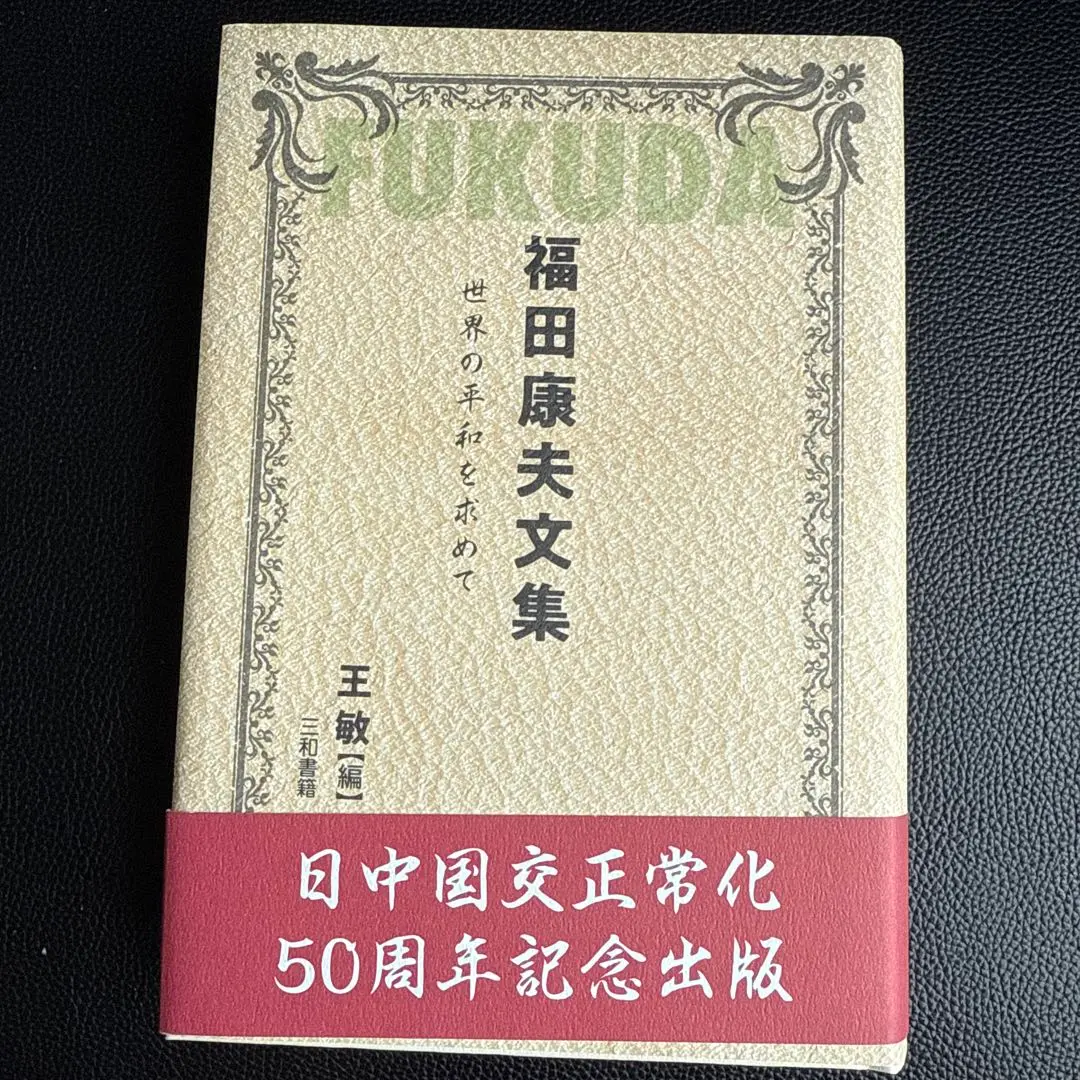 FUKUDA
福田康夫文集
世界の平和を求めて
王敏【編】
三和書籍
日中国交正常化
50周年記念出版